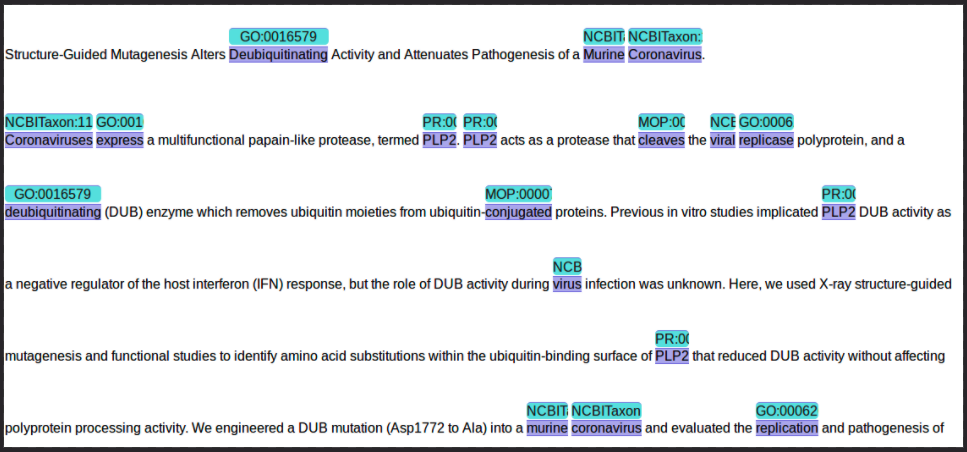 GO:0016579 NCBIT NCBITaxon:
Structure-Guided Mutagenesis Alters Deubiquitinating Activity and Attenuates Pathogenesis of a Murine Coronavirus.
NCBITaxon:11 GO:001 PR:00 PR:00 MOP:00 NCB GO:0006
Coronaviruses express a multifunctional papain-like protease, termed PLP2. PLP2 acts as a protease that cleaves the viral replicase polyprotein, and a
GO:0016579 MOP:0000 PR:00
deubiquitinating (DUB) enzyme which removes ubiquitin moieties from ubiquitin-conjugated proteins. Previous in vitro studies implicated PLP2 DUB activity as
NCB
a negative regulator of the host interferon (IFN) response, but the role of DUB activity during virus infection was unknown. Here, we used X-ray structure-guided
PR:00
mutagenesis and functional studies to identify amino acid substitutions within the ubiquitin-binding surface of PLP2 that reduced DUB activity without affecting
NCBIT NCBITaxon GO:00062
polyprotein processing activity. We engineered a DUB mutation (Asp1772 to Ala) into a murine coronavirus and evaluated the replication and pathogenesis of